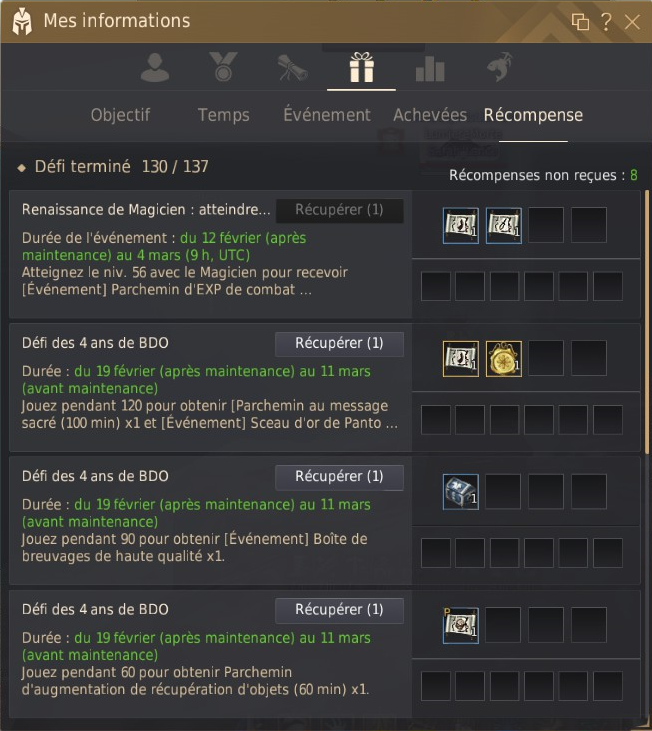 Mes informations
?
Objectif Temps Événement Achevées Récompense
Défi terminé 130 / 137
Récompenses non reçues : 8
Renaissance de Magicien : atteindre... Récupérer (1)
Durée de l'événement : du 12 février (après
maintenance) au 4 mars (9 h, UTC)
Atteignez le niv. 56 avec le Magicien pour recevoir
[Événement] Parchemin d'EXP de combat ...
1 1
Défi des 4 ans de BDO Récupérer (1)
Durée : du 19 février (après maintenance) au 11 mars
(avant maintenance)
Jouez pendant 120 pour obtenir [Parchemin au message
sacré (100 min) x1 et [Événement] Sceau d'or de Panto ...
1 1
Défi des 4 ans de BDO Récupérer (1)
Durée : du 19 février (après maintenance) au 11 mars
(avant maintenance)
Jouez pendant 90 pour obtenir [Événement] Boîte de
breuvages de haute qualité x1.
1
Défi des 4 ans de BDO Récupérer (1)
Durée : du 19 février (après maintenance) au 11 mars
(avant maintenance)
Jouez pendant 60 pour obtenir Parchemin
d'augmentation de récupération d'objets (60 min) x1.
P
1